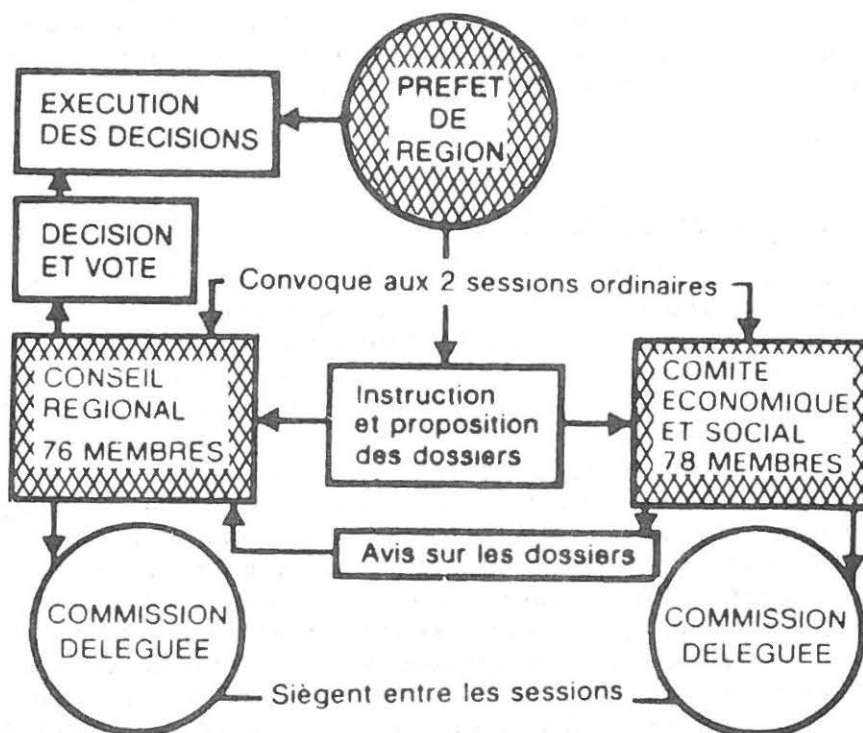 PREFET
DE
REGION
EXECUTION
DES DECISIONS
DECISION
ET VOTE
Convoque aux 2 sessions ordinaires
CONSEIL
REGIONAL
76 MEMBRES
Instruction
et proposition
des dossiers
COMITE
ECONOMIQUE
ET SOCIAL
78 MEMBRES
Avis sur les dossiers
COMMISSION
DELEGUEE
COMMISSION
DELEGUEE
Siègent entre les sessions